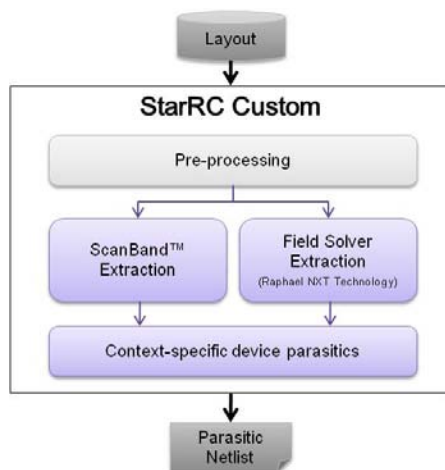 Layout
StarRC Custom
Pre-processing
ScanBand™
Extraction
Field Solver
Extraction
(Raphael NXT Technology)
Context-specific device parasitics
Parasitic
Netlist